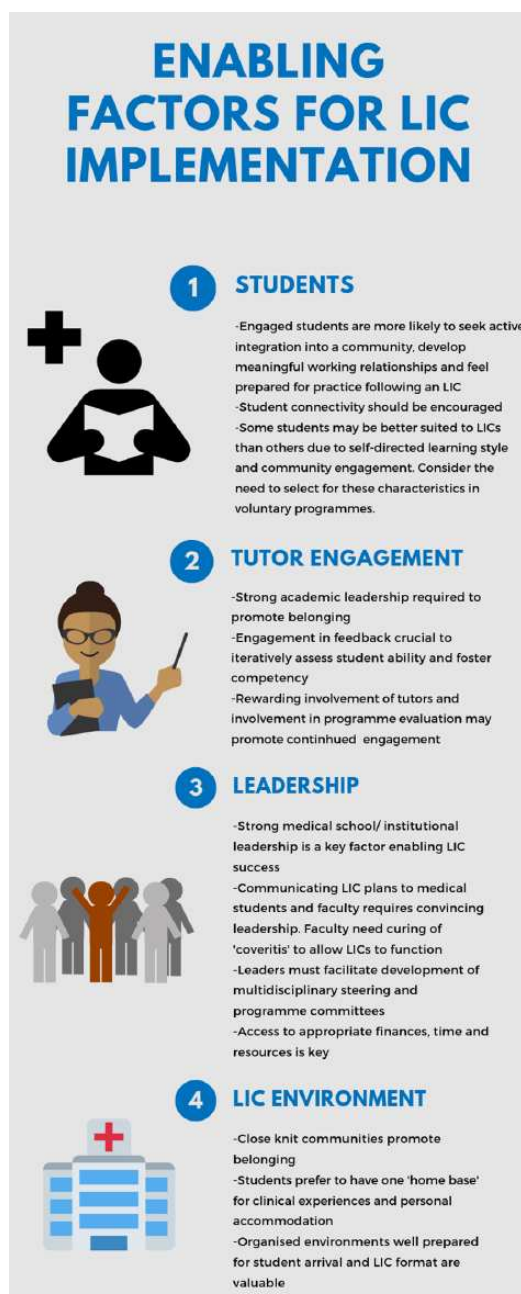 ENABLING
FACTORS FOR LIC
IMPLEMENTATION
1 STUDENTS
-Engaged students are more likely to seek active
integration into a community, develop
meaningful working relationships and feel
prepared for practice following an LIC
-Student connectivity should be encouraged
-Some students may be better suited to LICs
than others due to self-directed learning style
and community engagement. Consider the
need to select for these characteristics in
voluntary programmes.
2 TUTOR ENGAGEMENT
-Strong academic leadership required to
promote belonging
-Engagement in feedback crucial to
iteratively assess student ability and foster
competency
-Rewarding involvement of tutors and
involvement in programme evaluation may
promote continhued engagement
3 LEADERSHIP
-Strong medical school/ institutional
leadership is a key factor enabling LIC
success
-Communicating LIC plans to medical
students and faculty requires convincing
leadership. Faculty need curing of
'coveritis' to allow LICs to function
-Leaders must facilitate development of
multidisciplinary steering and
programme committees
-Access to appropriate finances, time and
resources is key
4 LIC ENVIRONMENT
-Close knit communities promote
belonging
-Students prefer to have one 'home base'
for clinical experiences and personal
accommodation
-Organised environments well prepared
for student arrival and LIC format are
valuable